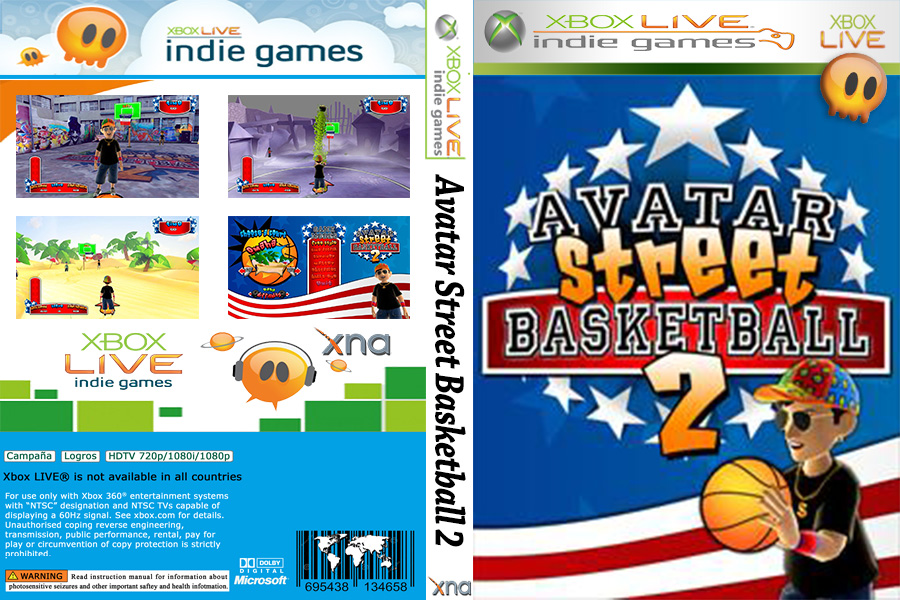 XBOX LIVE
indie games
XBOX LIVE
indie games
xna
Campaña Logros HDTV 720p/1080i/1080p
Xbox LIVE® is not available in all countries
For use only with Xbox 360® entertainment systems
with "NTSC" designation and NTSC TVs capable of
displaying a 60Hz signal. See xbox.com for details.
Unauthorised coping reverse engineering,
transmission, public performance, rental, pay for
play or circumvention of copy protection is strictly
prohibited.
WARNING Read instruction manual for information about
photosensitive seizures and other important saftey and health infotmation.
DOLBY
DIGITAL
Microsoft®
695438 134658
XBOX LIVE
indie games
Avatar Street Basketball 2
xna
XBOX LIVE
indie games
XBOX
LIVE
AVATAR
street
BASKETBALL
2